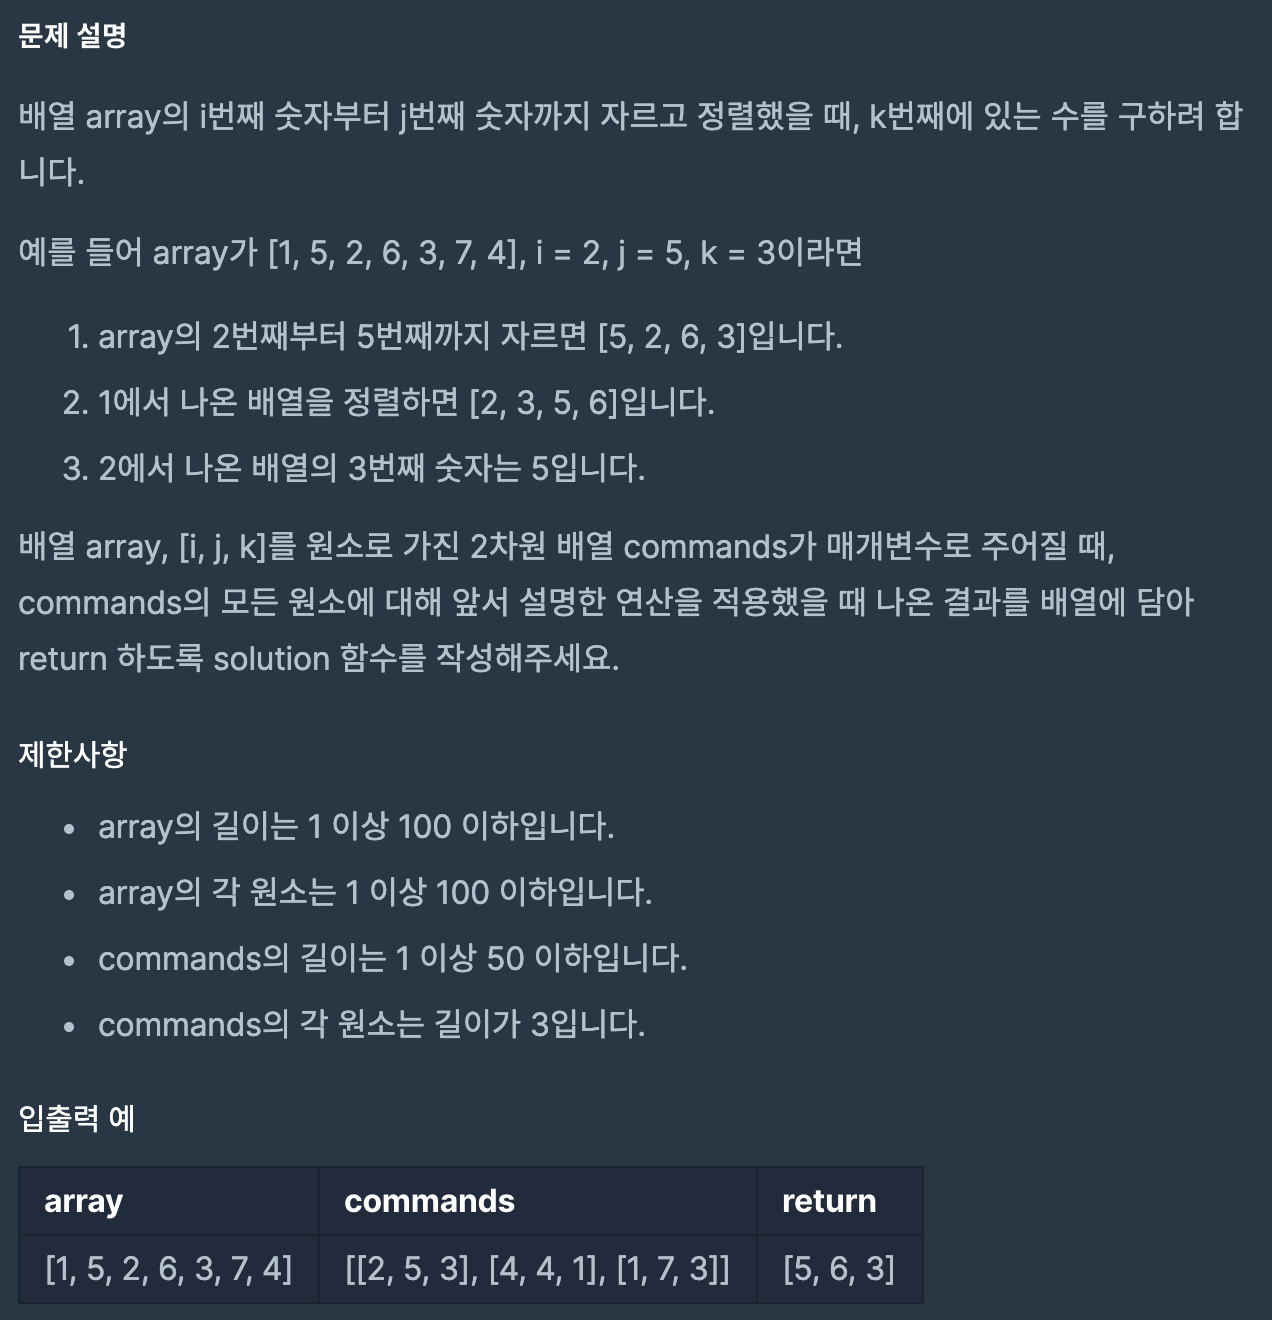 문제 설명
배열 array의 i번째 숫자부터 j번째 숫자까지 자르고 정렬했을 때, k번째에 있는 수를 구하려 합
니다.
예를 들어 array가 [1, 5, 2, 6, 3, 7, 4], i = 2, j = 5, k = 3이라면
1. array의 2번째부터 5번째까지 자르면 [5, 2, 6, 3]입니다.
2. 1에서 나온 배열을 정렬하면 [2, 3, 5, 6]입니다.
3. 2에서 나온 배열의 3번째 숫자는 5입니다.
배열 array, [i, j, k]를 원소로 가진 2차원 배열 commands가 매개변수로 주어질 때,
commands의 모든 원소에 대해 앞서 설명한 연산을 적용했을 때 나온 결과를 배열에 담아
return 하도록 solution 함수를 작성해주세요.
제한사항
• array의 길이는 1 이상 100 이하입니다.
• array의 각 원소는 1 이상 100 이하입니다.
• commands의 길이는 1 이상 50 이하입니다.
• commands의 각 원소는 길이가 3입니다.
입출력 예
array commands return
[1, 5, 2, 6, 3, 7, 4] [[2, 5, 3], [4, 4, 1], [1, 7, 3]] [5, 6, 3]